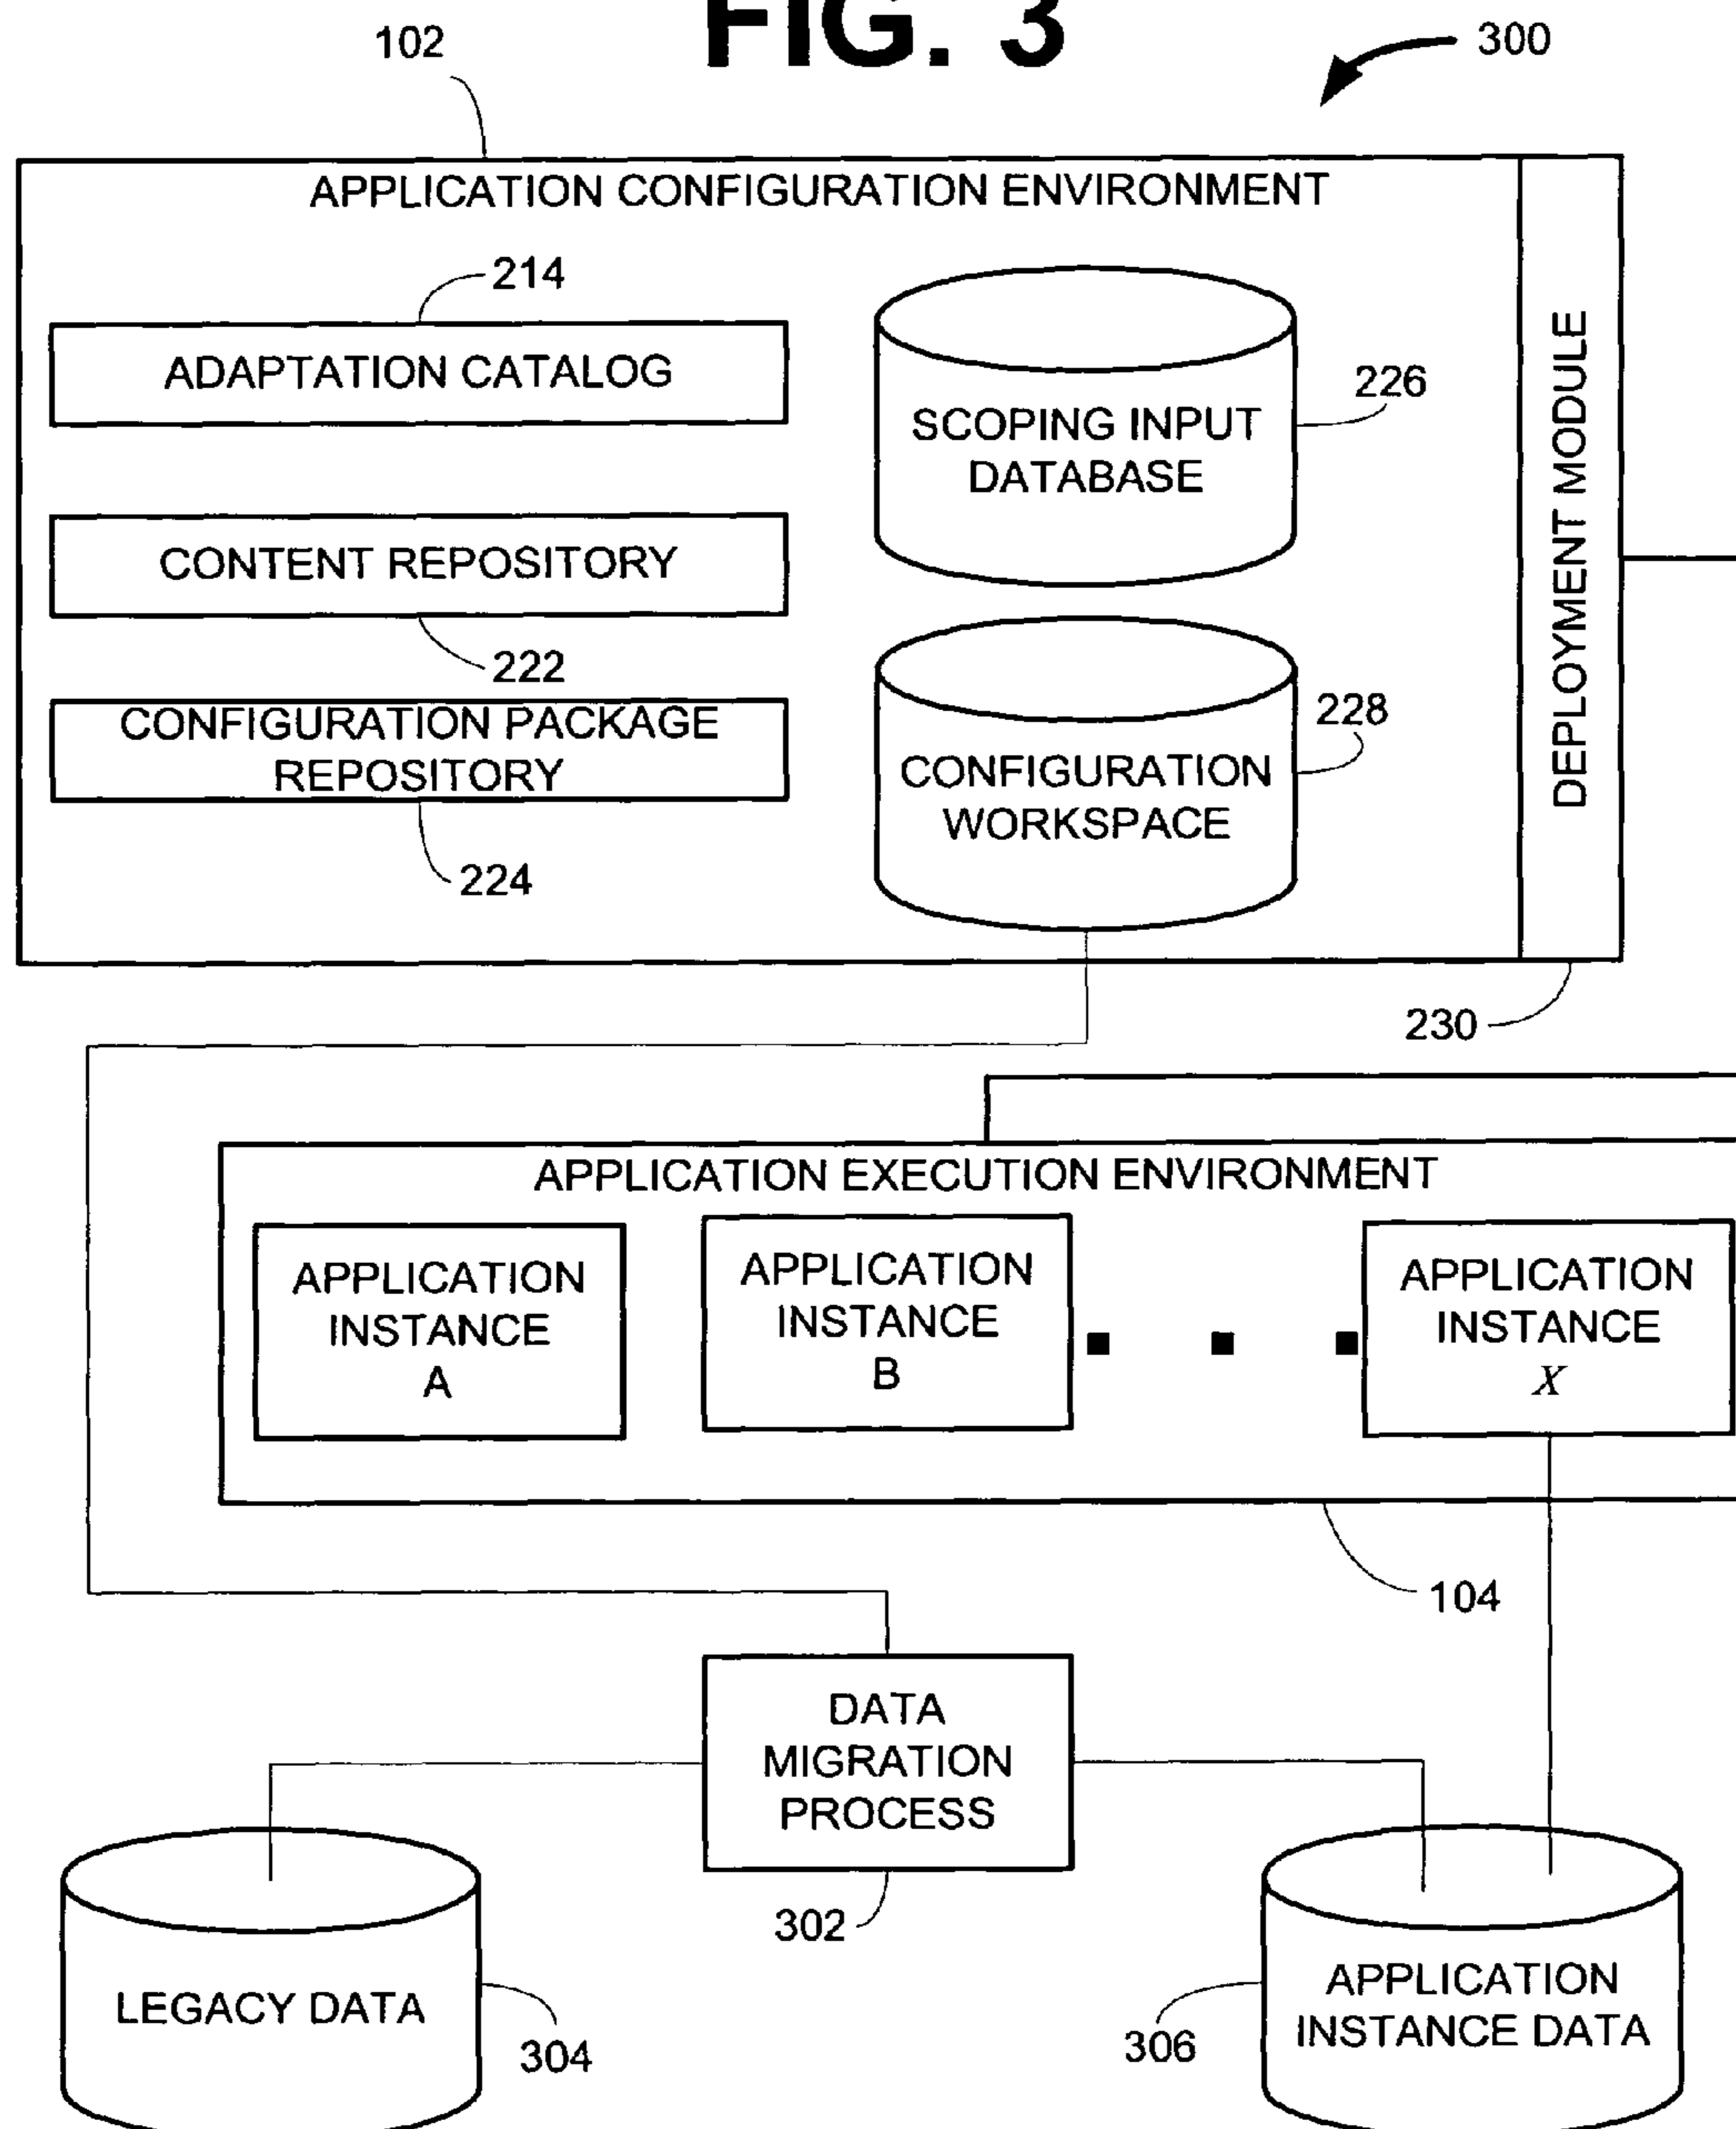 FIG. 3
102
300
APPLICATION CONFIGURATION ENVIRONMENT
214
ADAPTATION CATALOG
SCOPING INPUT
DATABASE
226
DEPLOYMENT MODULE
CONTENT REPOSITORY
222
CONFIGURATION PACKAGE
REPOSITORY
224
CONFIGURATION
WORKSPACE
228
230
APPLICATION EXECUTION ENVIRONMENT
APPLICATION
INSTANCE
A
APPLICATION
INSTANCE
B
APPLICATION
INSTANCE
X
104
DATA
MIGRATION
PROCESS
302
LEGACY DATA
304
306
APPLICATION
INSTANCE DATA